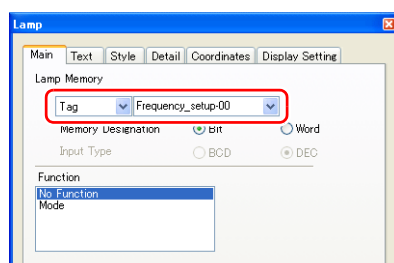 Lamp
Main Text Style Detail Coordinates Display Setting
Lamp Memory
Tag Frequency_setup-00
Memory Designation Bit Word
Input Type BCD DEC
Function
No Function
Mode